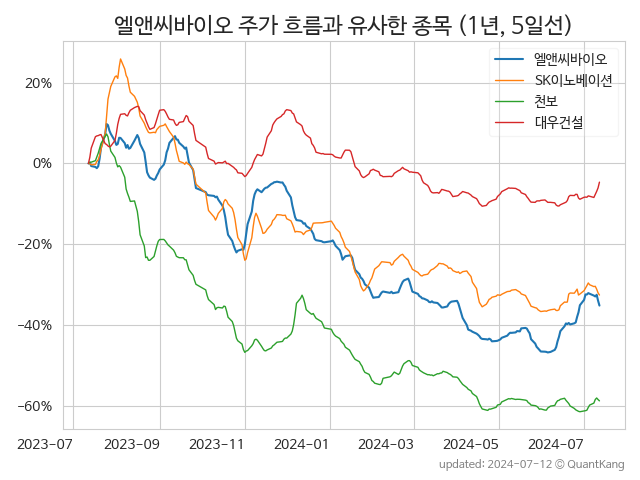 엘앤씨바이오 주가 흐름과 유사한 종목 (1년, 5일선)
엘앤씨바이오
SK이노베이션
천보
대우건설
20%
0%
−20%
−40%
−60%
2023-07 2023-09 2023-11 2024-01 2024-03 2024-05 2024-07
updated: 2024-07-12 © QuantKang